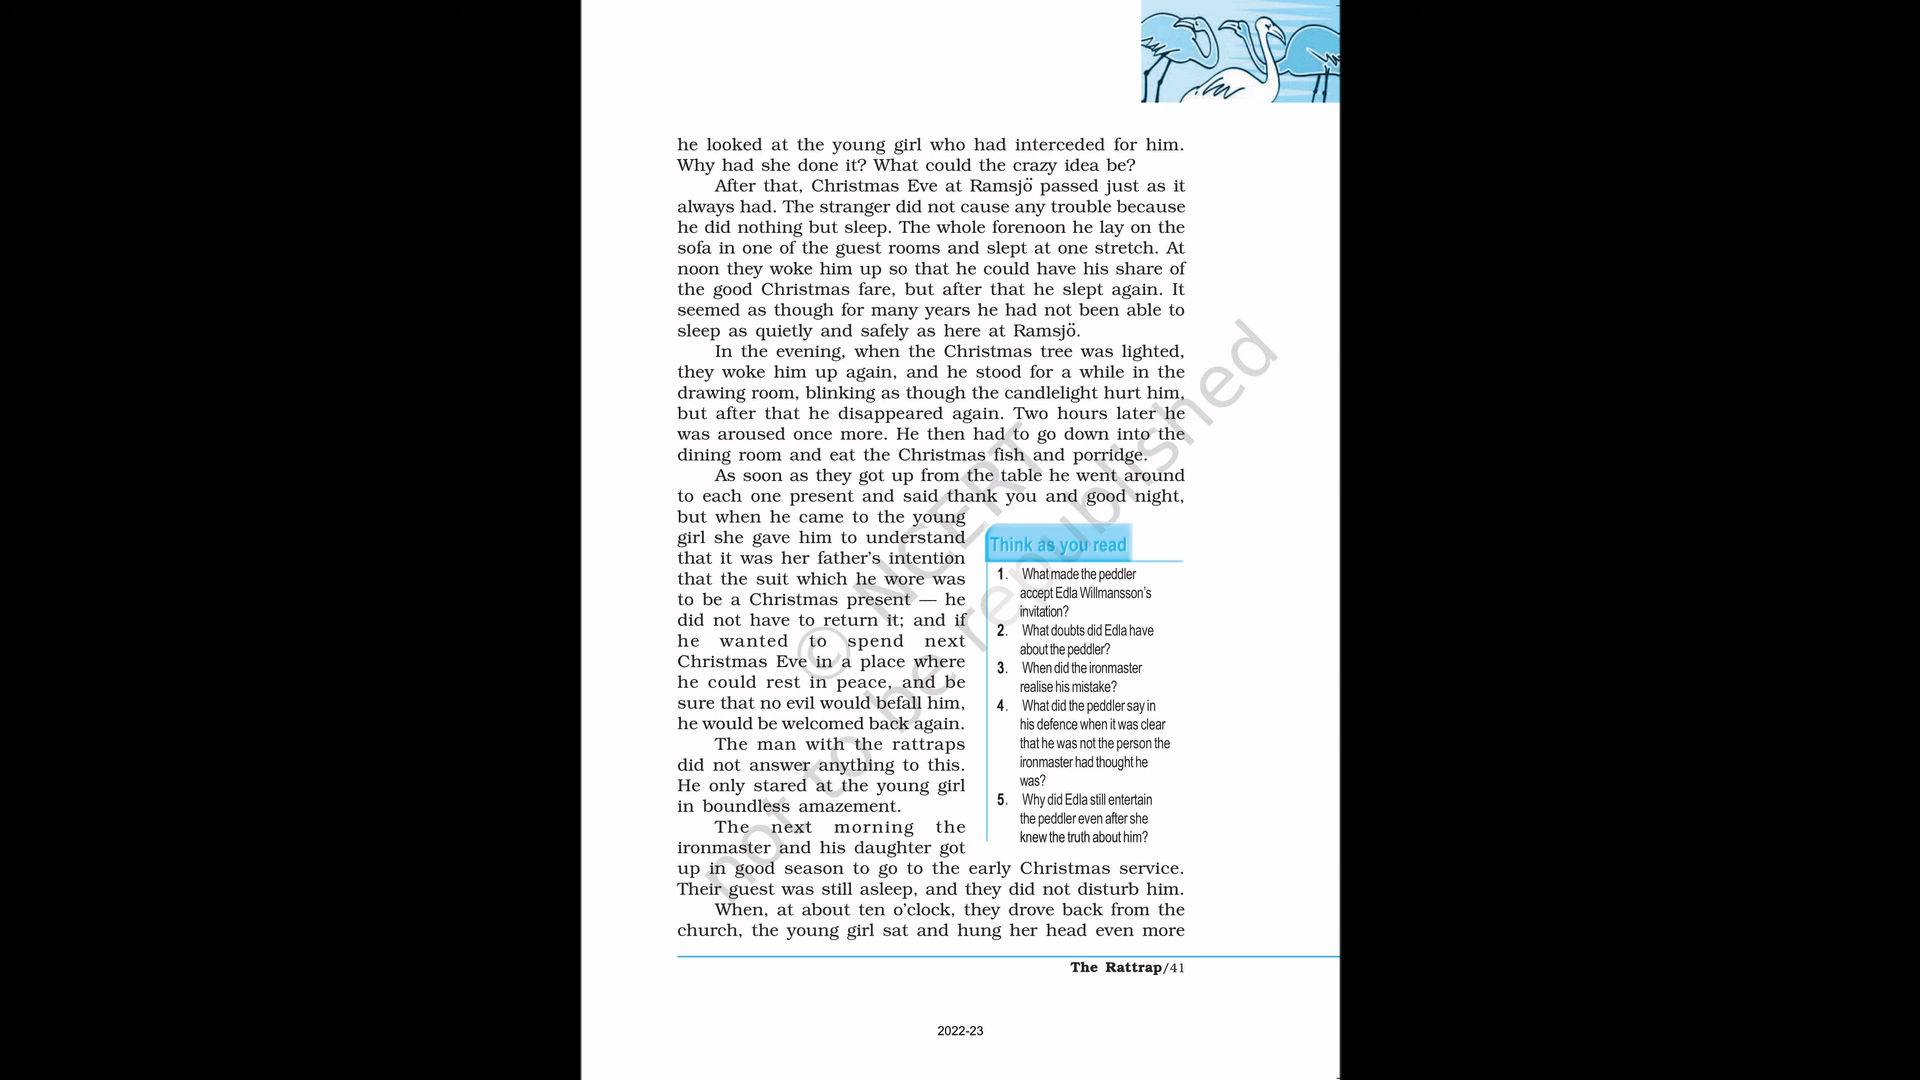 he looked at the young girl who had interceded for him.
Why had she done it? What could the crazy idea be?
After that, Christmas Eve at Ramsjö passed just as it
always had. The stranger did not cause any trouble because
he did nothing but sleep. The whole forenoon he lay on the
sofa in one of the guest rooms and slept at one stretch. At
noon they woke him up so that he could have his share of
the good Christmas fare, but after that he slept again. It
seemed as though for many years he had not been able to
sleep as quietly and safely as here at Ramsjö.
In the evening, when the Christmas tree was lighted,
they woke him up again, and he stood for a while in the
drawing room, blinking as though the candlelight hurt him,
but after that he disappeared again. Two hours later he
was aroused once more. He then had to go down into the
dining room and eat the Christmas fish and porridge.
As soon as they got up from the table he went around
to each one present and said thank you and good night,
but when he came to the young
girl she gave him to understand
that it was her father’s intention
that the suit which he wore was
to be a Christmas present — he
did not have to return it; and if
he wanted to spend next
Christmas Eve in a place where
he could rest in peace, and be
sure that no evil would befall him,
he would be welcomed back again.
The man with the rattraps
did not answer anything to this.
He only stared at the young girl
in boundless amazement.
The next morning the
ironmaster and his daughter got
up in good season to go to the early Christmas service.
Their guest was still asleep, and they did not disturb him.
When, at about ten o’clock, they drove back from the
church, the young girl sat and hung her head even more
Think as you read
1. What made the peddler
accept Edla Willmansson’s
invitation?
2. What doubts did Edla have
about the peddler?
3. When did the ironmaster
realise his mistake?
4. What did the peddler say in
his defence when it was clear
that he was not the person the
ironmaster had thought he
was?
5. Why did Edla still entertain
the peddler even after she
knew the truth about him?
© NCERT
not to be republished
The Rattrap/41
2022-23